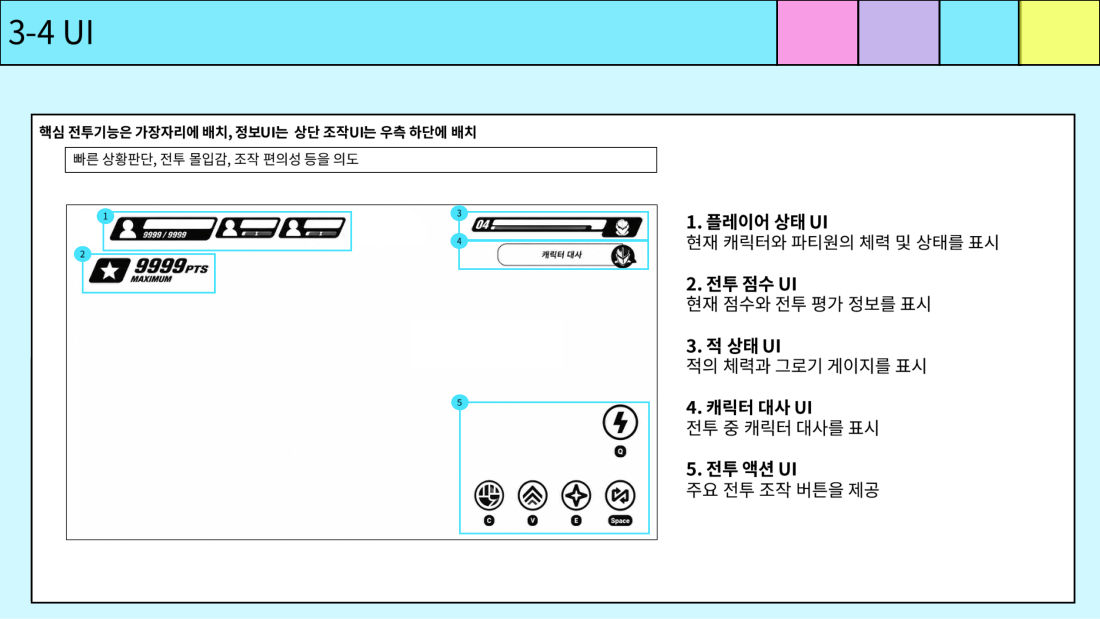 3-4 UI
핵심 전투기능은 가장자리에 배치, 정보UI는 상단 조작UI는 우측 하단에 배치
빠른 상황판단, 전투 몰입감, 조작 편의성 등을 의도
1
9999 / 9999
2
9999 PTS
MAXIMUM
3
04
4
캐릭터 대사
5
Q
C
V
E
Space
1. 플레이어 상태 UI
현재 캐릭터와 파티원의 체력 및 상태를 표시
2. 전투 점수 UI
현재 점수와 전투 평가 정보를 표시
3. 적 상태 UI
적의 체력과 그로기 게이지를 표시
4. 캐릭터 대사 UI
전투 중 캐릭터 대사를 표시
5. 전투 액션 UI
주요 전투 조작 버튼을 제공